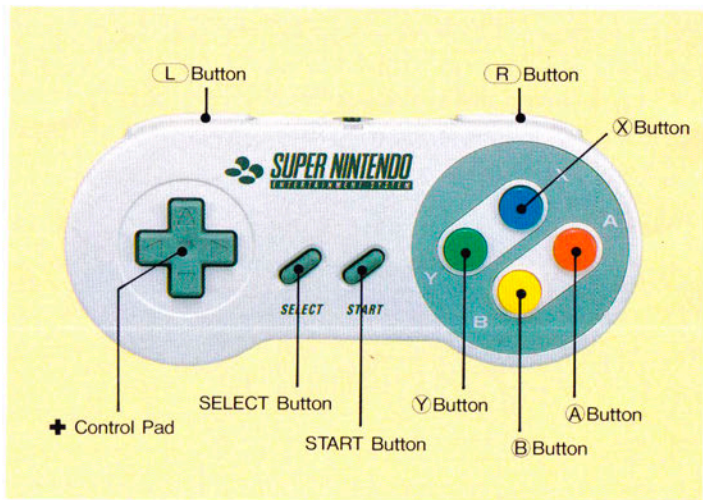 L Button
R Button
X Button
SUPER NINTENDO
ENTERTAINMENT SYSTEM
X
A
Y
B
SELECT
START
SELECT Button
Y Button
A Button
Control Pad
START Button
B Button